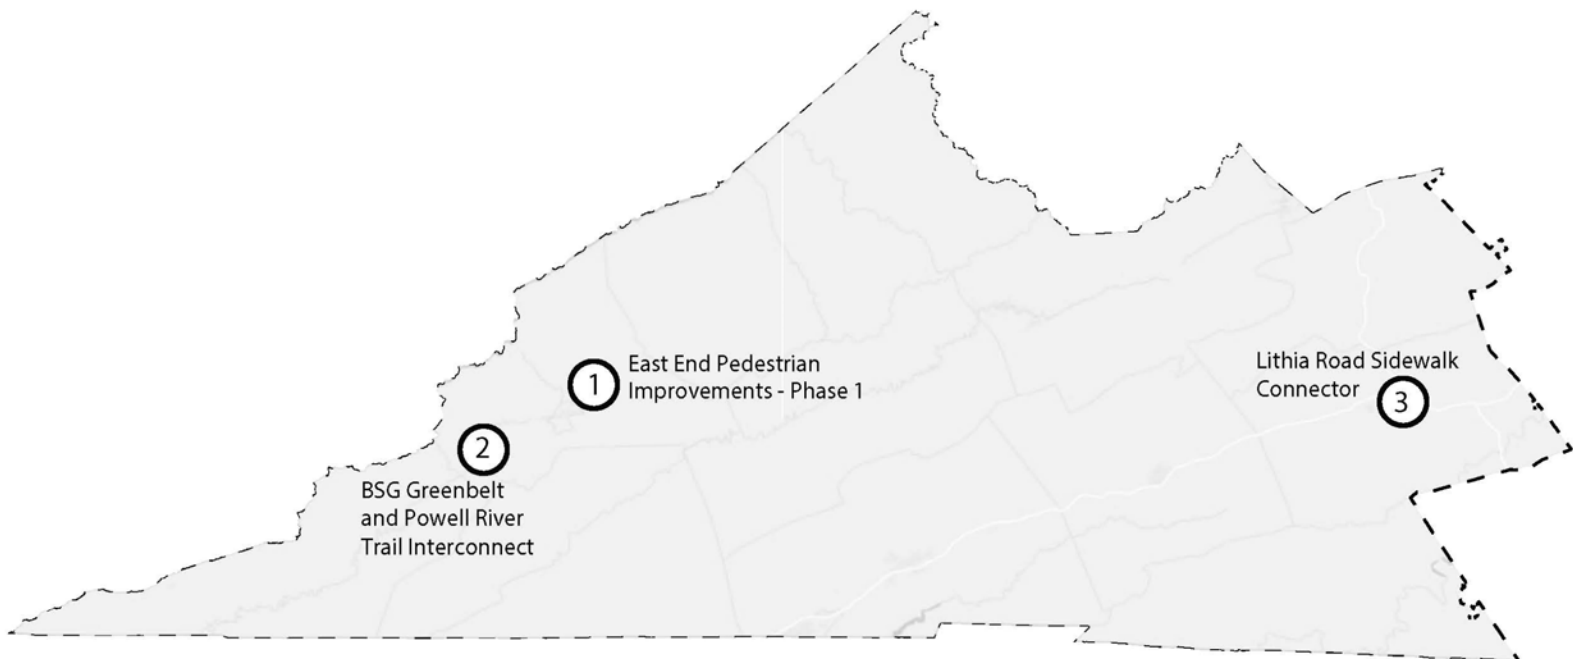 1
East End Pedestrian
Improvements - Phase 1
2
BSG Greenbelt
and Powell River
Trail Interconnect
Lithia Road Sidewalk
Connector
3